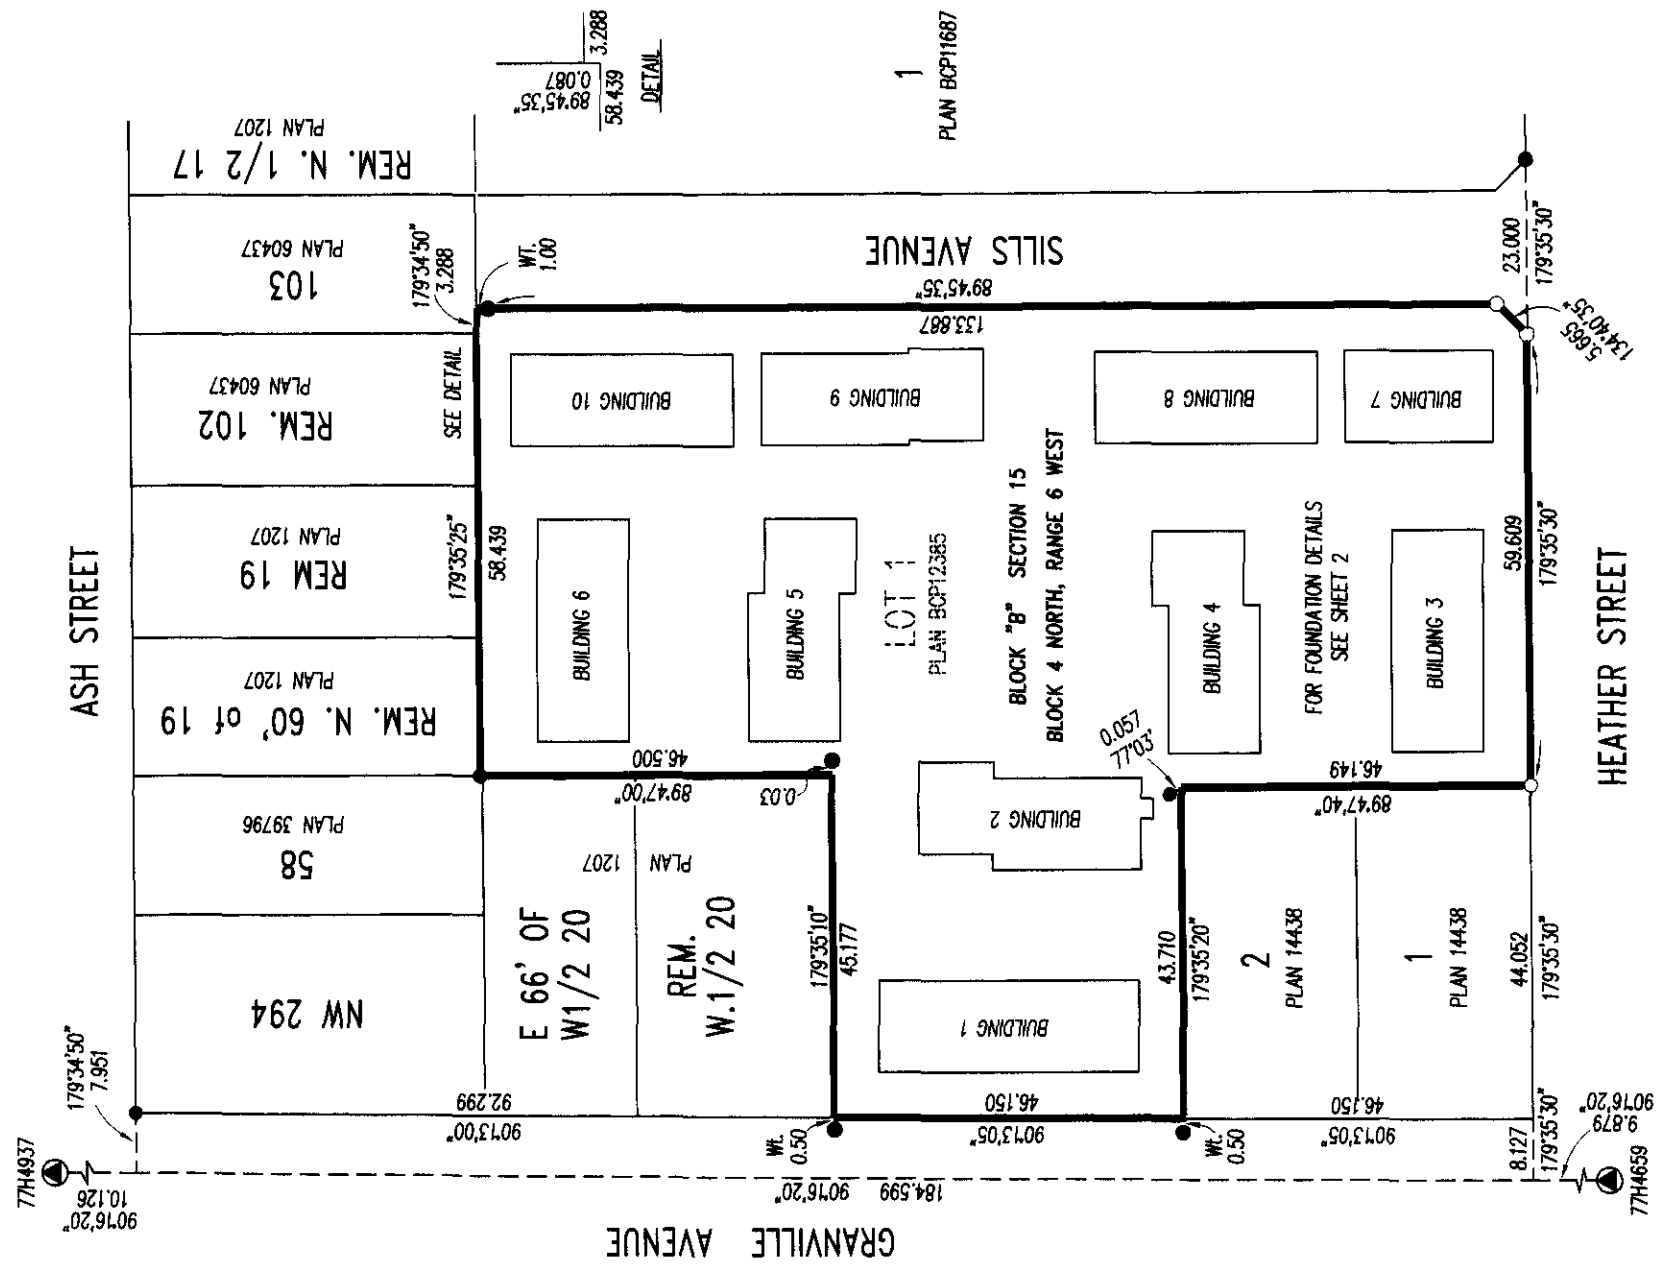 77H4937
90°16'20"
10.126
179°34'50"
7.951
ASH STREET
NW 294
58
PLAN 39796
REM. N. 60' of 19
PLAN 1207
REM 19
PLAN 1207
REM. 102
PLAN 60437
103
PLAN 60437
REM. N. 1/2 17
PLAN 1207
89°45'35"
0.087
58.439
3.288
DETAIL
1
PLAN BCP11687
179°34'50"
3.288
SEE DETAIL
WT.
1.00
SILLS AVENUE
89°45'35"
133.887
179°35'25"
58.439
E 66' OF
W1/2 20
PLAN 1207
REM.
W.1/2 20
92.299
90°13'00"
46.500
89°47'00"
0.03
179°35'10"
45.177
BUILDING 6
BUILDING 5
BUILDING 10
BUILDING 9
BUILDING 8
BUILDING 7
LOT 1
PLAN BCP12385
BLOCK "B" SECTION 15
BLOCK 4 NORTH, RANGE 6 WEST
FOR FOUNDATION DETAILS
SEE SHEET 2
BUILDING 4
BUILDING 3
BUILDING 2
BUILDING 1
0.057
77°03'
46.149
89°47'40"
43.710
179°35'20"
Wt.
0.50
46.150
90°13'05"
Wt.
0.50
46.150
90°13'05"
2
PLAN 14438
1
PLAN 14438
44.052
179°35'30"
59.609
179°35'30"
23.000
179°35'30"
5.665
134°40'35"
HEATHER STREET
8.127
179°35'30"
9.879
90°16'20"
77H4659
184.599
90°16'20"
GRANVILLE AVENUE